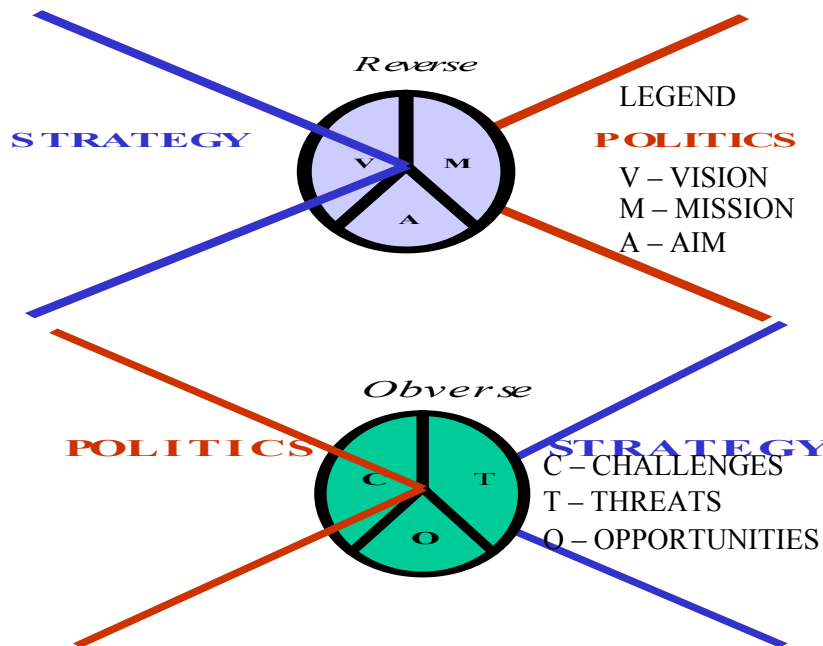 Reverse
LEGEND
STRATEGY
POLITICS
V
M
V – VISION
M – MISSION
A
A – AIM
Obverse
POLITICS
STRATEGY
C – CHALLENGES
C
T
T – THREATS
O
O – OPPORTUNITIES